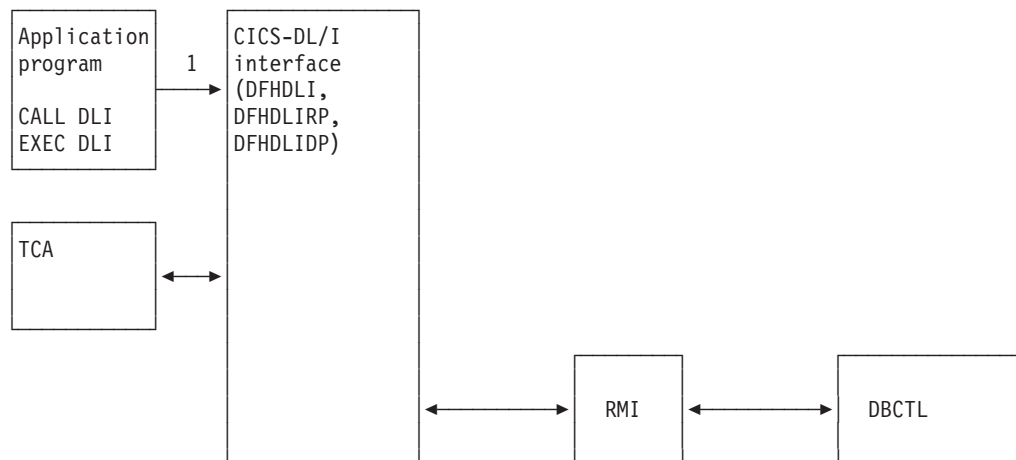 Application
program
CALL DLI
EXEC DLI
1
CICS-DL/I
interface
(DFHDLI,
DFHDLIRP,
DFHDLIDP)
TCA
RMI
DBCTL